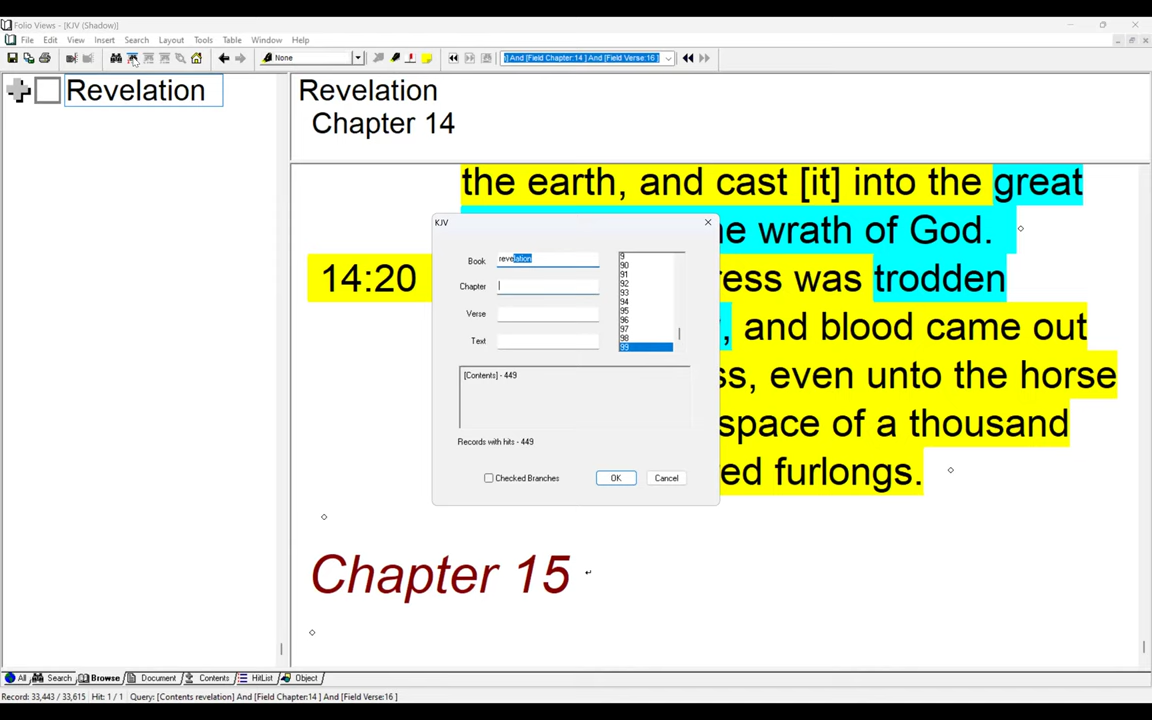 Folio Views - [KJV (Shadow)]
File Edit View Insert Search Layout Tools Table Window Help
None
] And [Field Chapter:14 ] And [Field Verse:16 ]
Revelation
Revelation
Chapter 14
the earth, and cast [it] into the great
he wrath of God.
14:20
ress was trodden
, and blood came out
ss, even unto the horse
space of a thousand
ed furlongs.
Chapter 15
KJV
Book revelation
Chapter
Verse
Text
9
90
91
92
93
94
95
96
97
98
99
[Contents] - 449
Records with hits - 449
Checked Branches
OK
Cancel
All Search Browse Document Contents HitList Object
Record: 33,443 / 33,615 Hit: 1 / 1 Query: [Contents revelation] And [Field Chapter:14 ] And [Field Verse:16 ]